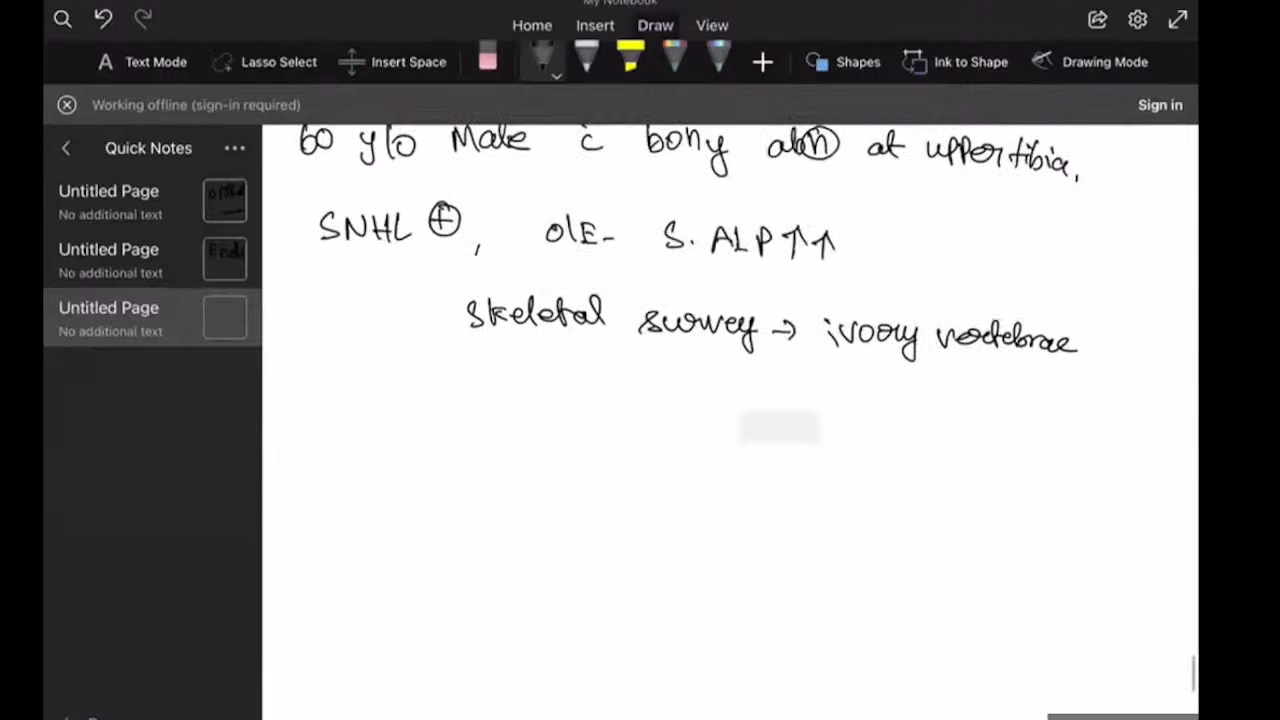 My Notebook
Home Insert Draw View
Text Mode Lasso Select Insert Space Shapes Ink to Shape Drawing Mode
Working offline (sign-in required) Sign in
Quick Notes
Untitled Page
No additional text
Untitled Page
No additional text
Untitled Page
No additional text
60 y/o Male c̄ bony abn at upper tibia,
SNHL ⊕, O/E- S. ALP ↑↑
skeletal survey → ivory vertebrae